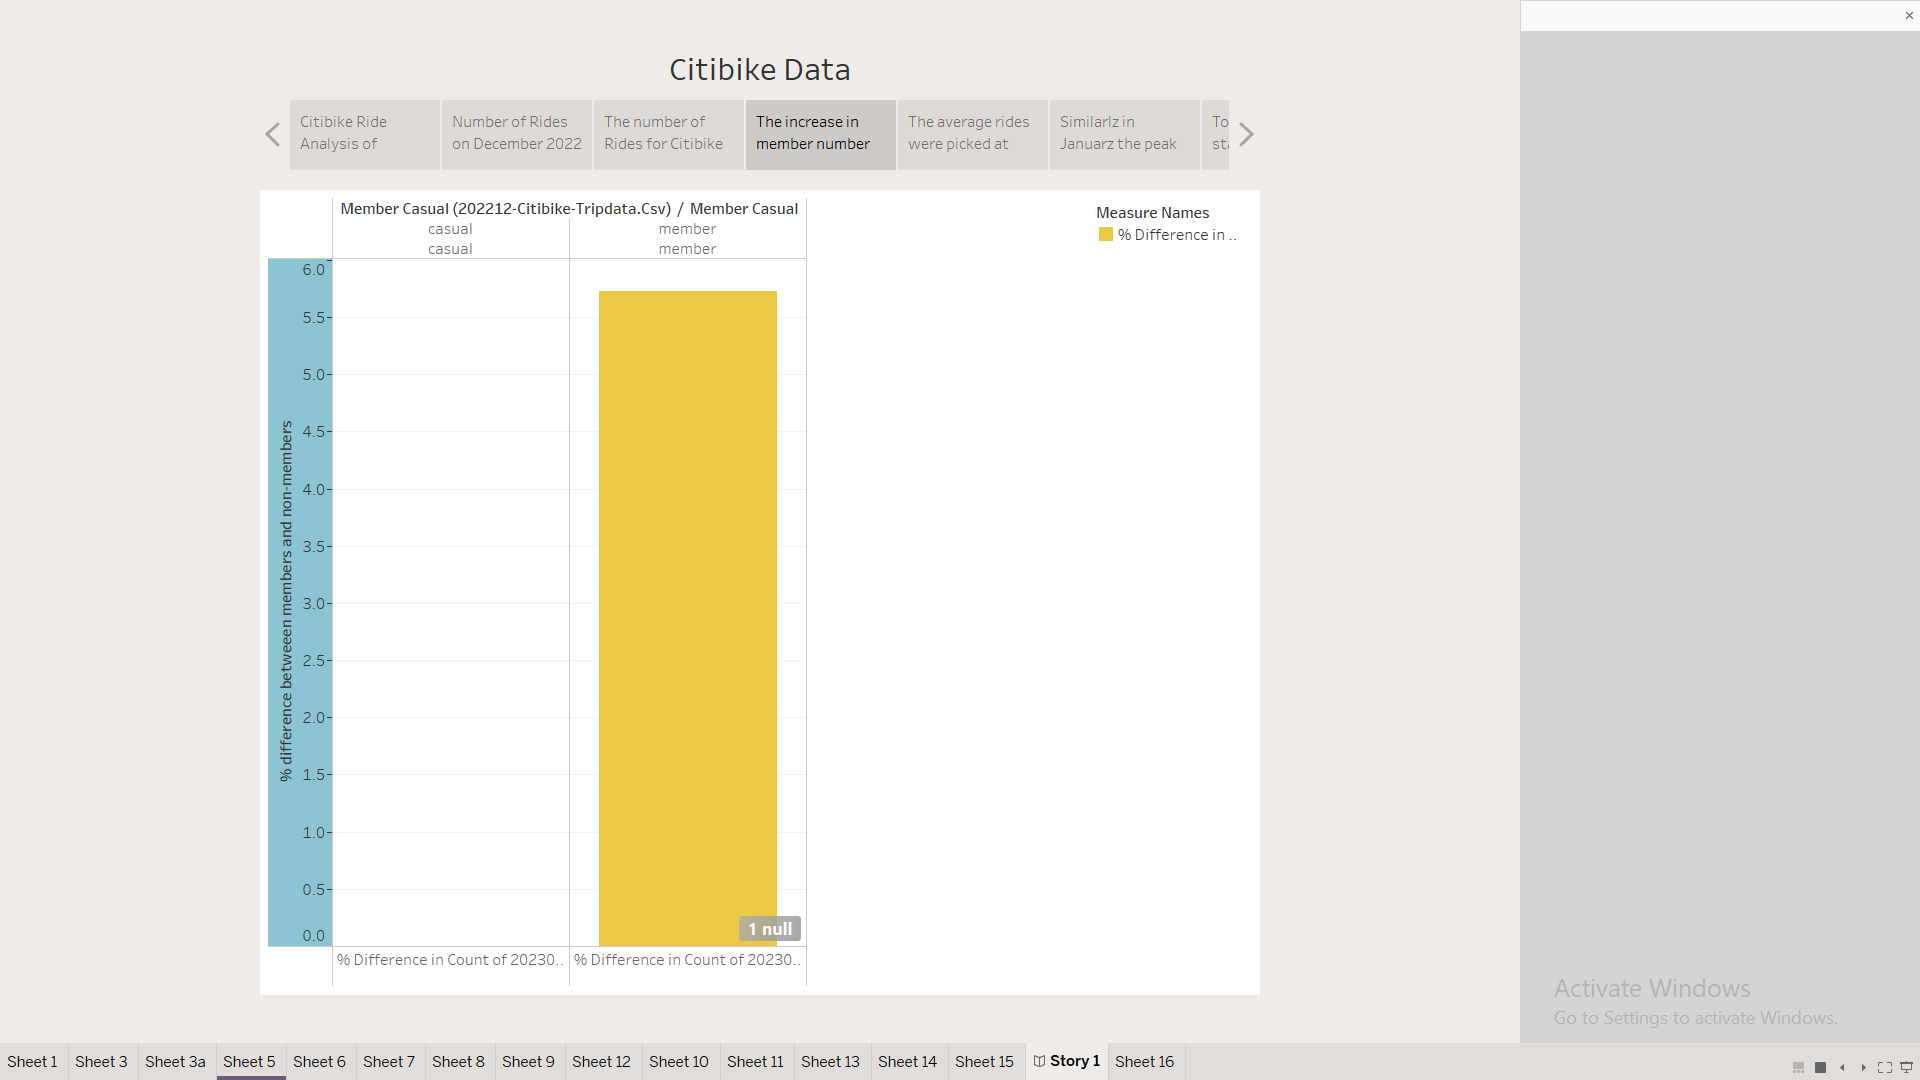 Citibike Data
Citibike Ride
Analysis of
Number of Rides
on December 2022
The number of
Rides for Citibike
The increase in
member number
The average rides
were picked at
Similarlz in
Januarz the peak
To
Member Casual (202212-Citibike-Tripdata.Csv) / Member Casual
casual
member
casual
member
Measure Names
% Difference in ..
% difference betweeen members and non-members
6.0
5.5
5.0
4.5
4.0
3.5
3.0
2.5
2.0
1.5
1.0
0.5
0.0
1 null
% Difference in Count of 20230..
% Difference in Count of 20230..
Activate Windows
Go to Settings to activate Windows.
Sheet 1
Sheet 3
Sheet 3a
Sheet 5
Sheet 6
Sheet 7
Sheet 8
Sheet 9
Sheet 12
Sheet 10
Sheet 11
Sheet 13
Sheet 14
Sheet 15
Story 1
Sheet 16